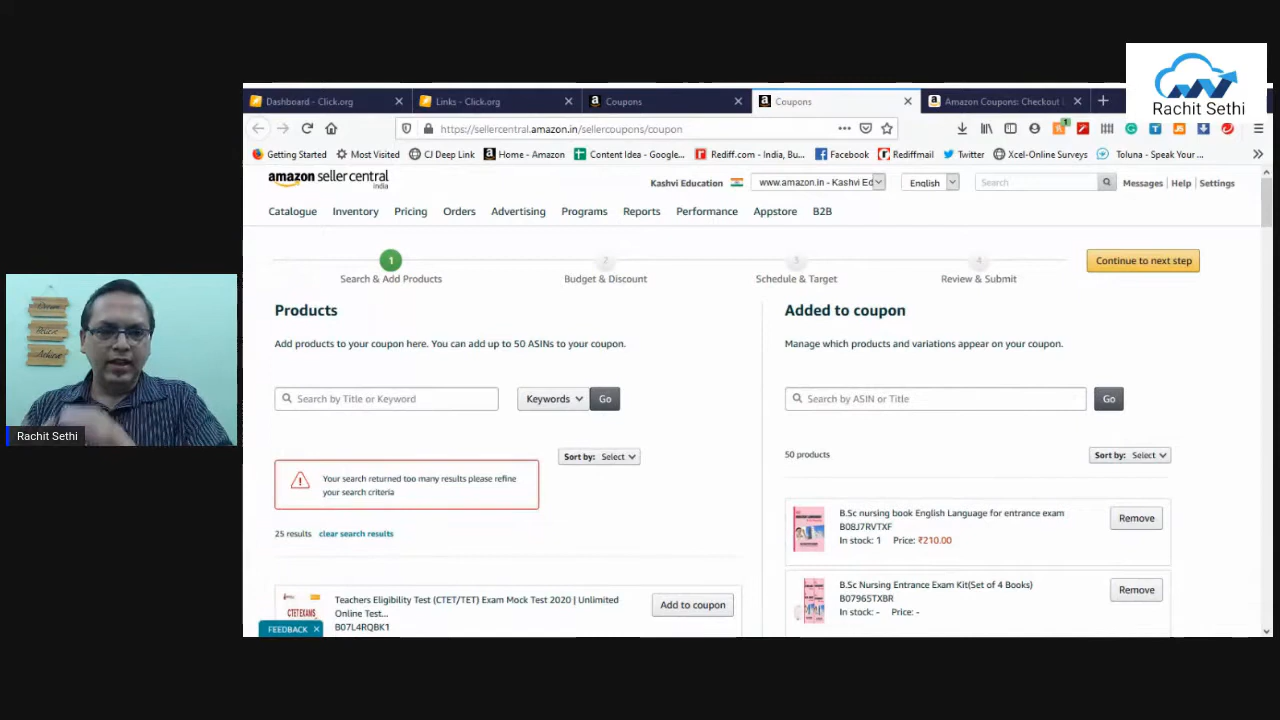 Rachit Sethi
Dashboard - Click.org
Links - Click.org
Coupons
Coupons
Amazon Coupons: Checkout
https://sellercentral.amazon.in/sellercoupons/coupon
Getting Started
Most Visited
CJ Deep Link
Home - Amazon
Content Idea - Google...
Rediff.com - India, Bu...
Facebook
Rediffmail
Twitter
Xcel-Online Surveys
Toluna - Speak Your ...
amazon seller central
india
Kashvi Education
www.amazon.in - Kashvi Ed
English
Search
Messages
Help
Settings
Catalogue
Inventory
Pricing
Orders
Advertising
Programs
Reports
Performance
Appstore
B2B
1
2
3
4
Search & Add Products
Budget & Discount
Schedule & Target
Review & Submit
Continue to next step
Products
Add products to your coupon here. You can add up to 50 ASINs to your coupon.
Search by Title or Keyword
Keywords
Go
Sort by: Select
Your search returned too many results please refine
your search criteria
25 results clear search results
Teachers Eligibility Test (CTET/TET) Exam Mock Test 2020 | Unlimited
Online Test...
B07L4RQBK1
CTET EXAMS
Add to coupon
FEEDBACK
Added to coupon
Manage which products and variations appear on your coupon.
Search by ASIN or Title
Go
50 products
Sort by: Select
B.Sc nursing book English Language for entrance exam
B08J7RVTXF
In stock: 1 Price: ₹210.00
Remove
B.Sc Nursing Entrance Exam Kit(Set of 4 Books)
B07965TXBR
In stock: - Price: -
Remove
Rachit Sethi